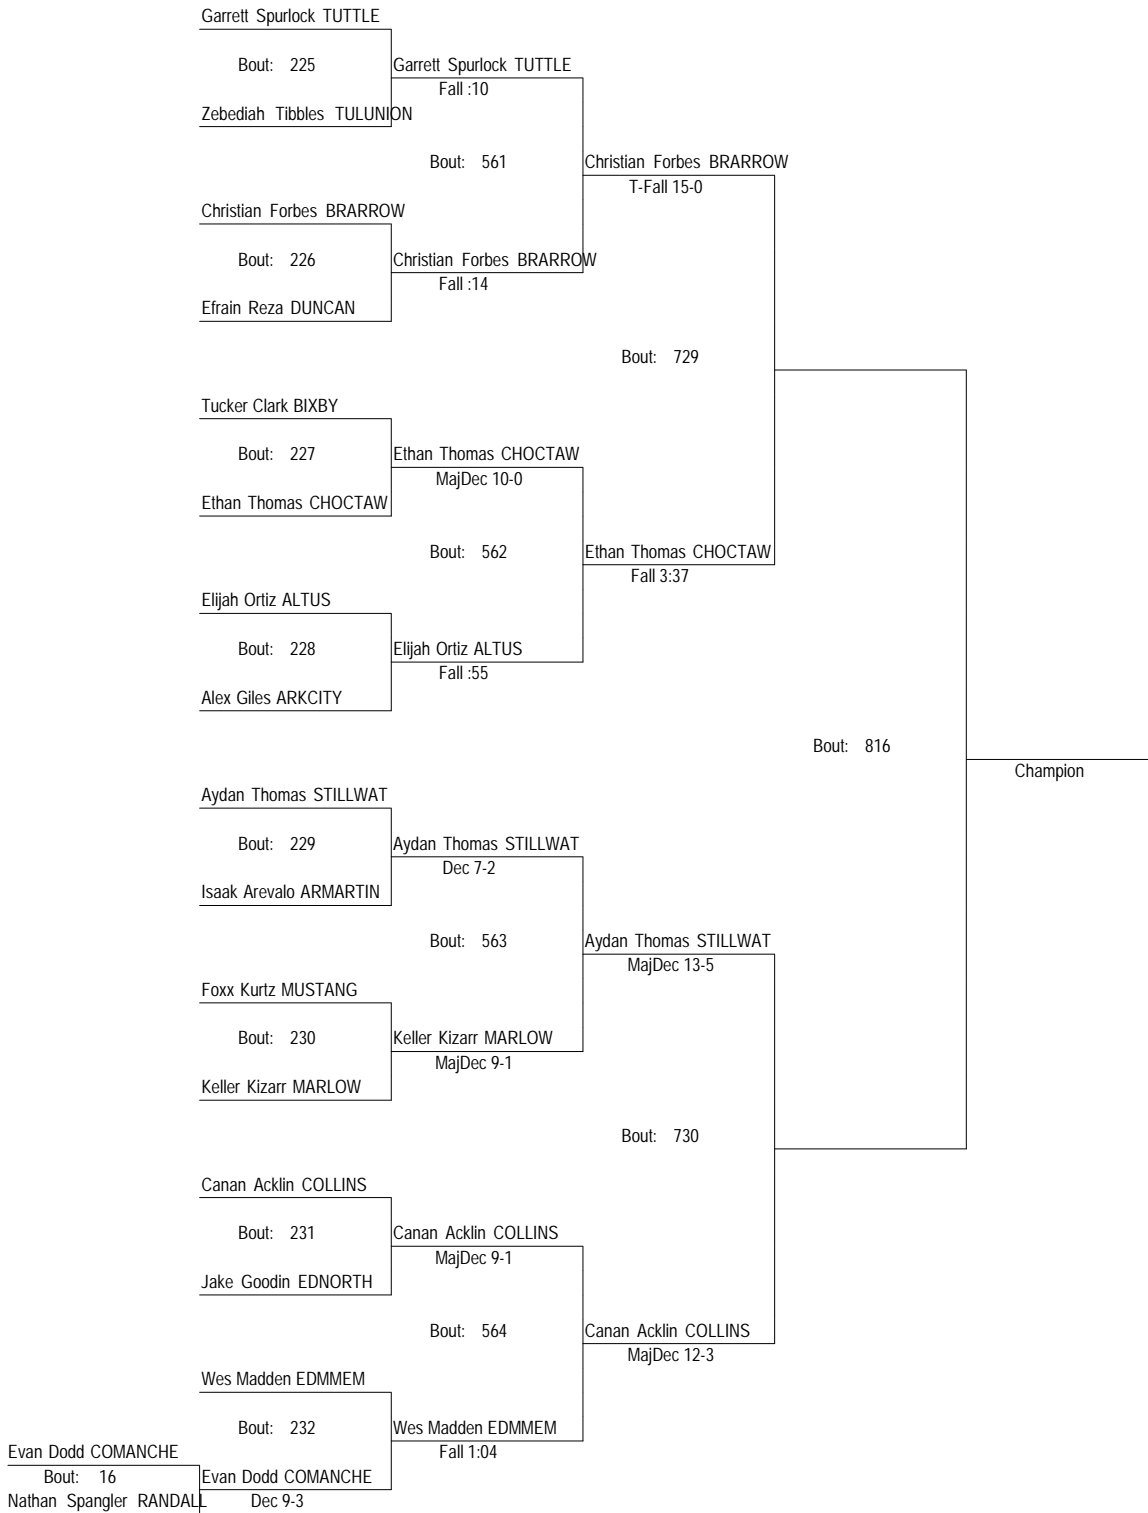 Garrett Spurlock TUTTLE
Bout: 225
Garrett Spurlock TUTTLE
Fall :10
Zebediah Tibbles TULUNION
Bout: 561
Christian Forbes BRARROW
T-Fall 15-0
Christian Forbes BRARROW
Bout: 226
Christian Forbes BRARROW
Fall :14
Efrain Reza DUNCAN
Bout: 729
Tucker Clark BIXBY
Bout: 227
Ethan Thomas CHOCTAW
MajDec 10-0
Ethan Thomas CHOCTAW
Bout: 562
Ethan Thomas CHOCTAW
Fall 3:37
Elijah Ortiz ALTUS
Bout: 228
Elijah Ortiz ALTUS
Fall :55
Alex Giles ARKCITY
Bout: 816
Champion
Aydan Thomas STILLWAT
Bout: 229
Aydan Thomas STILLWAT
Dec 7-2
Isaak Arevalo ARMARTIN
Bout: 563
Aydan Thomas STILLWAT
MajDec 13-5
Foxx Kurtz MUSTANG
Bout: 230
Keller Kizarr MARLOW
MajDec 9-1
Keller Kizarr MARLOW
Bout: 730
Canan Acklin COLLINS
Bout: 231
Canan Acklin COLLINS
MajDec 9-1
Jake Goodin EDNORTH
Bout: 564
Canan Acklin COLLINS
MajDec 12-3
Wes Madden EDMMEM
Bout: 232
Wes Madden EDMMEM
Fall 1:04
Evan Dodd COMANCHE
Bout: 16
Evan Dodd COMANCHE
Nathan Spangler RANDALL
Dec 9-3